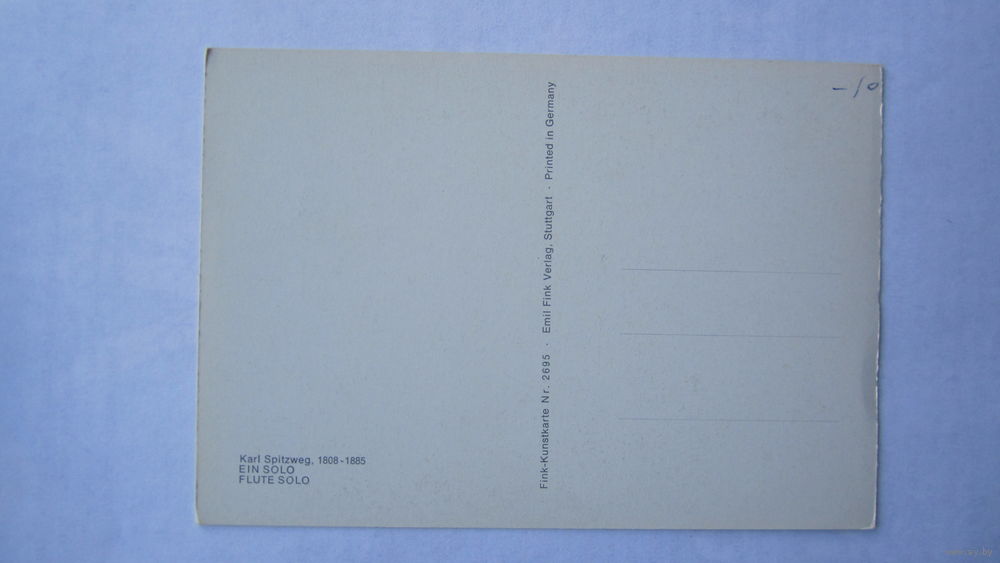 Karl Spitzweg, 1808-1885
EIN SOLO
FLUTE SOLO
Fink-Kunstkarte Nr. 2695 · Emil Fink Verlag, Stuttgart · Printed in Germany
-10